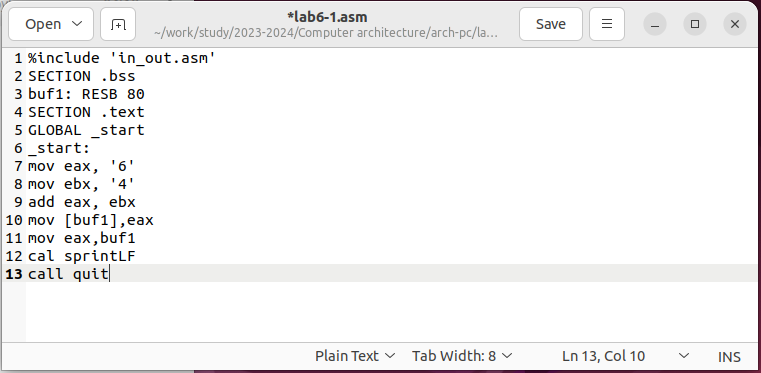 Open
*lab6-1.asm
~/work/study/2023-2024/Computer architecture/arch-pc/la…
Save
1 %include 'in_out.asm'
2 SECTION .bss
3 buf1: RESB 80
4 SECTION .text
5 GLOBAL _start
6 _start:
7 mov eax, '6'
8 mov ebx, '4'
9 add eax, ebx
10 mov [buf1],eax
11 mov eax,buf1
12 cal sprintLF
13 call quit
Plain Text Tab Width: 8 Ln 13, Col 10 INS